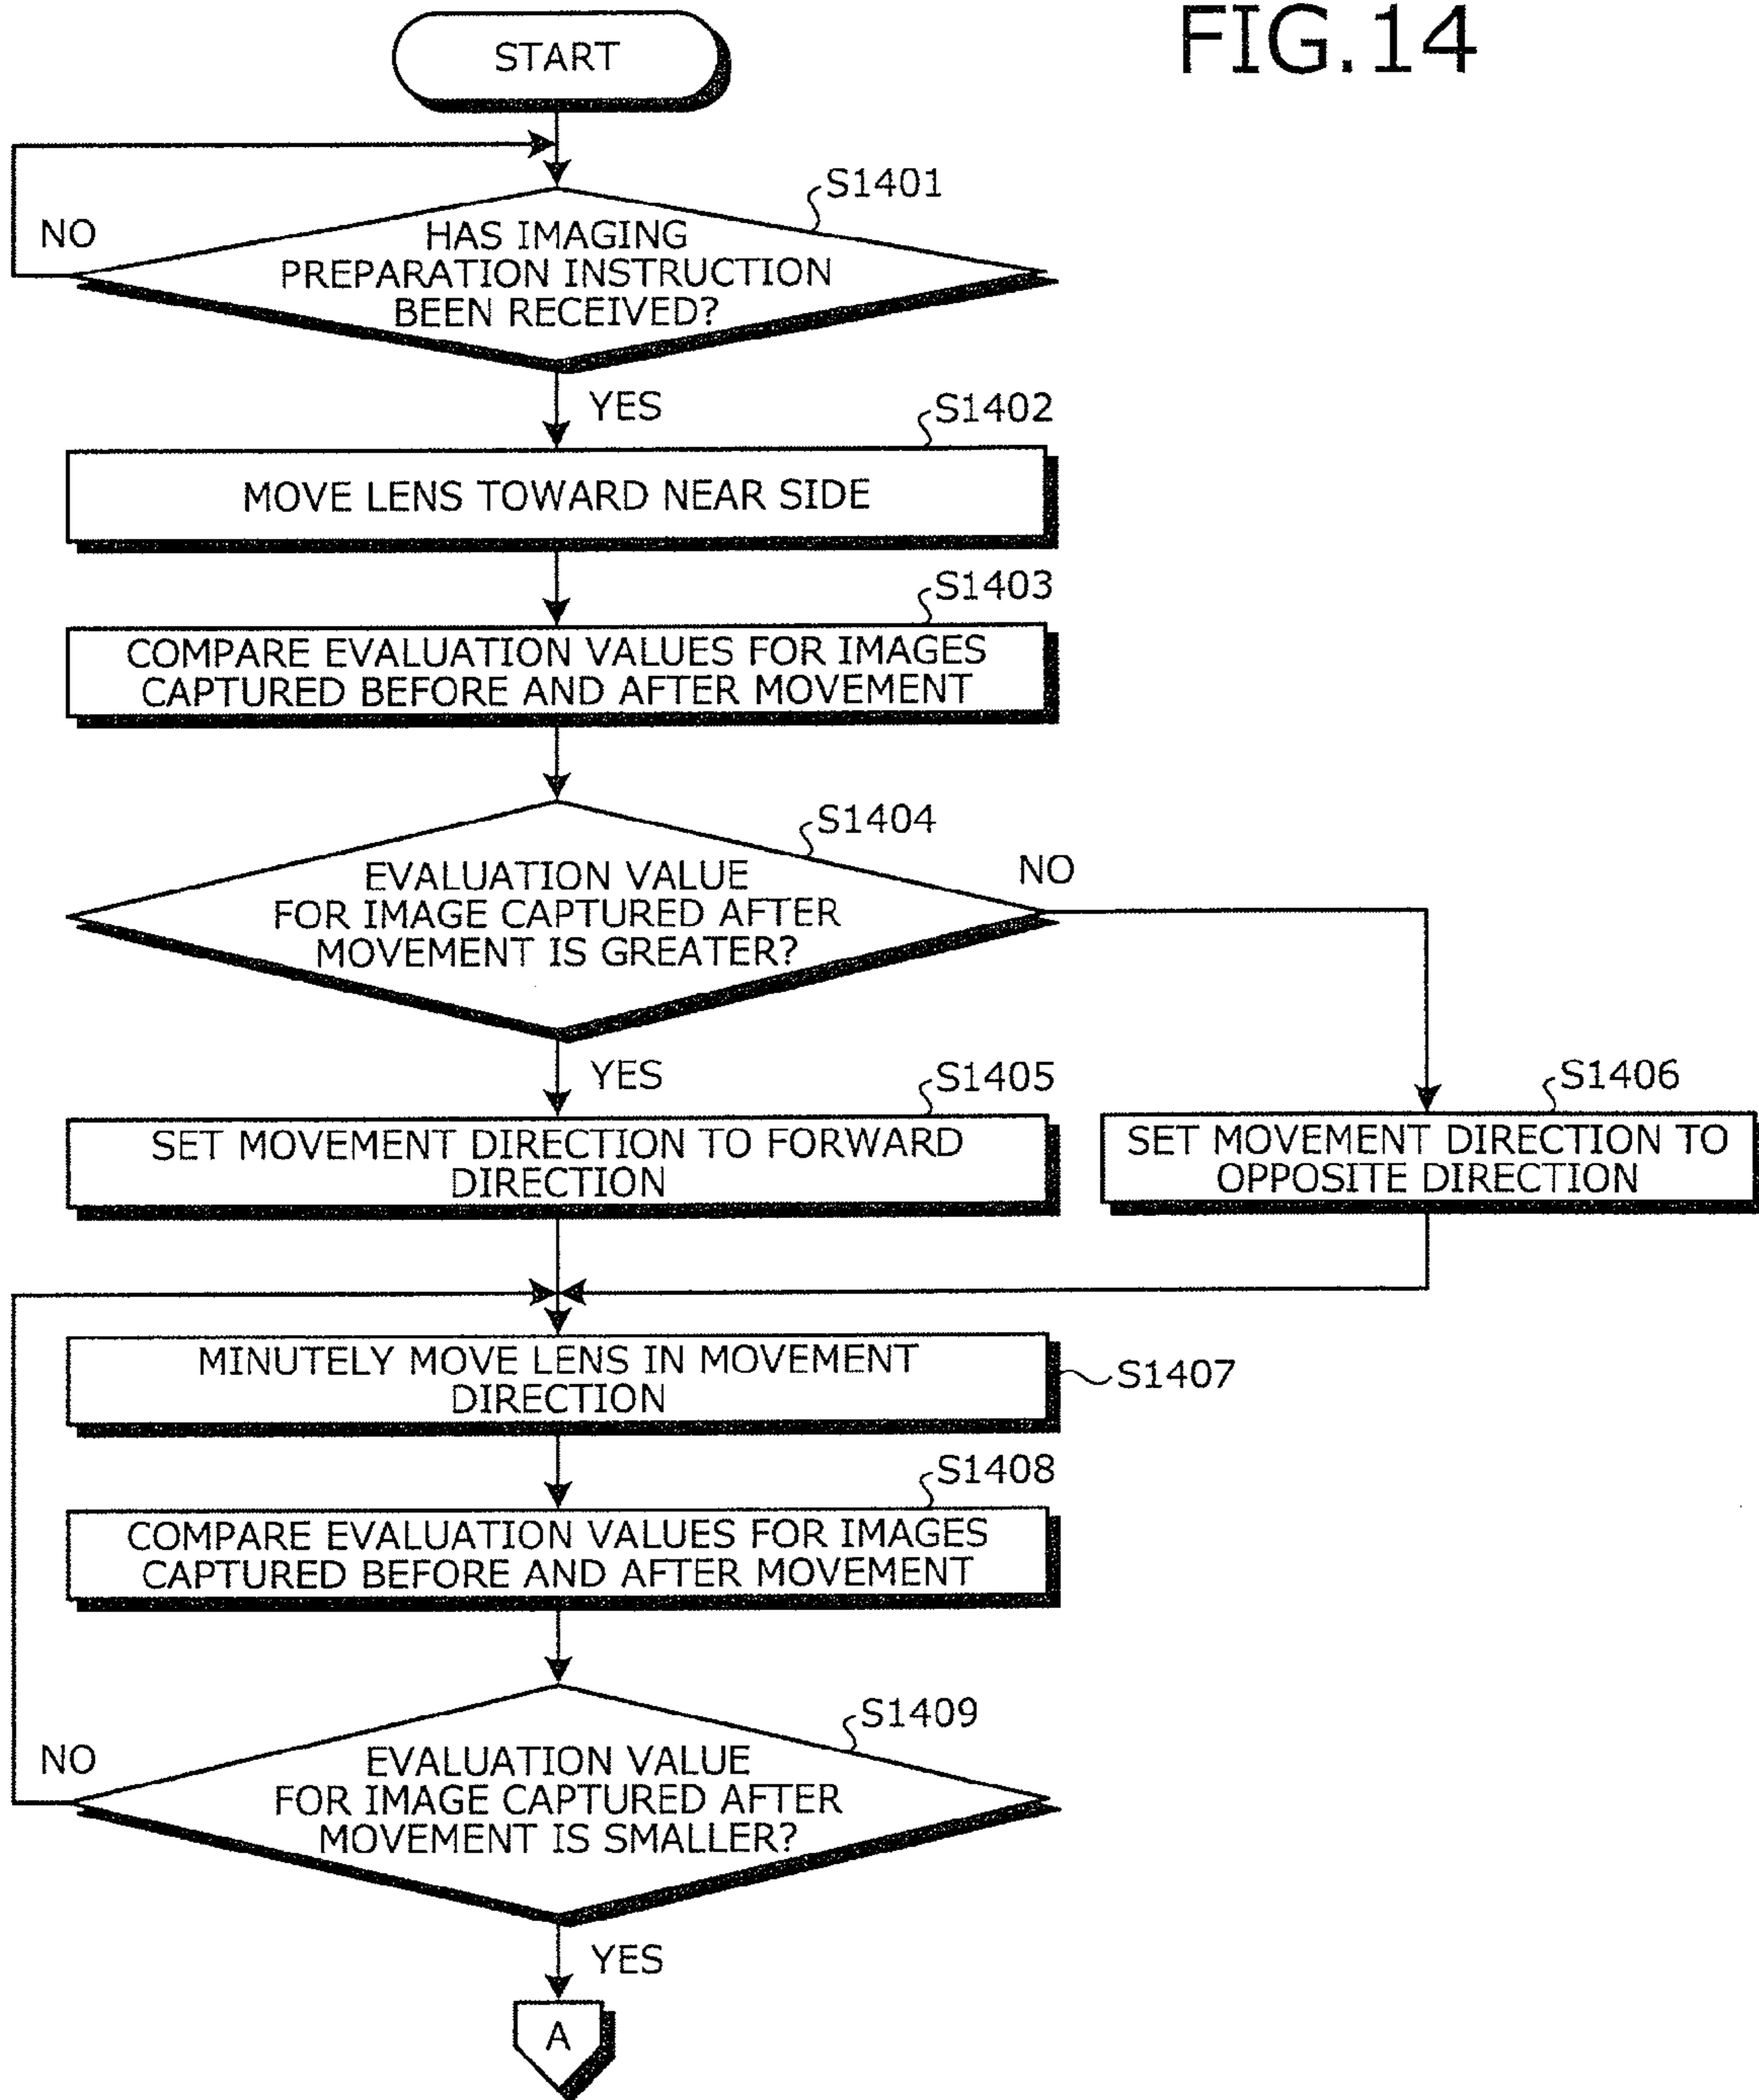 FIG.14
START
S1401
NO
HAS IMAGING
PREPARATION INSTRUCTION
BEEN RECEIVED?
YES
S1402
MOVE LENS TOWARD NEAR SIDE
S1403
COMPARE EVALUATION VALUES FOR IMAGES
CAPTURED BEFORE AND AFTER MOVEMENT
S1404
EVALUATION VALUE
FOR IMAGE CAPTURED AFTER
MOVEMENT IS GREATER?
NO
YES
S1405
SET MOVEMENT DIRECTION TO FORWARD
DIRECTION
S1406
SET MOVEMENT DIRECTION TO
OPPOSITE DIRECTION
MINUTELY MOVE LENS IN MOVEMENT
DIRECTION
S1407
S1408
COMPARE EVALUATION VALUES FOR IMAGES
CAPTURED BEFORE AND AFTER MOVEMENT
S1409
NO
EVALUATION VALUE
FOR IMAGE CAPTURED AFTER
MOVEMENT IS SMALLER?
YES
A